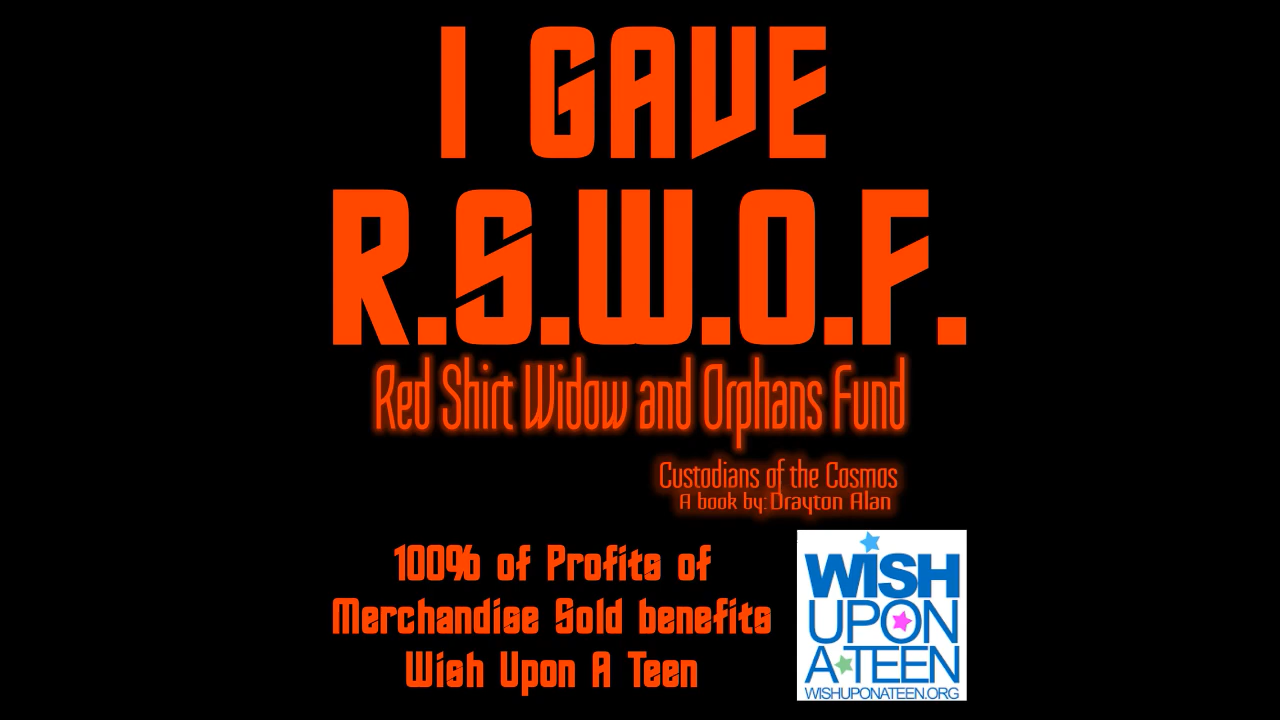 I GAVE
R.S.W.O.F.
Red Shirt Widow and Orphans Fund
Custodians of the Cosmos
A book by: Drayton Alan
100% of Profits of
Merchandise Sold benefits
Wish Upon A Teen
WISH
UPON
A TEEN
WISHUPONATEEN.ORG